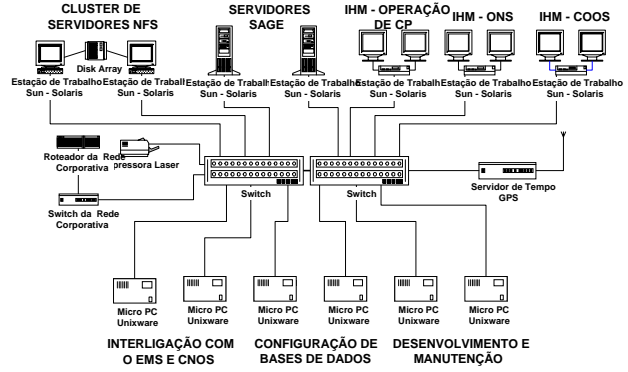 CLUSTER DE
SERVIDORES NFS
SERVIDORES
SAGE
IHM - OPERAÇÃO
DE CP
IHM - ONS
IHM - COOS
Disk Array
Estação de Trabalho
Sun - Solaris
Estação de Trabalho
Sun - Solaris
Estação de Trabalho
Sun - Solaris
Estação de Trabalho
Sun - Solaris
Estação de Trabalho
Sun - Solaris
Estação de Trabalho
Sun - Solaris
Estação de Trabalho
Sun - Solaris
Roteador da Rede
Corporativa
pressora Laser
Switch da Rede
Corporativa
Switch
Switch
Servidor de Tempo
GPS
Micro PC
Unixware
Micro PC
Unixware
Micro PC
Unixware
Micro PC
Unixware
Micro PC
Unixware
Micro PC
Unixware
INTERLIGAÇÃO COM
O EMS E CNOS
CONFIGURAÇÃO DE
BASES DE DADOS
DESENVOLVIMENTO E
MANUTENÇÃO